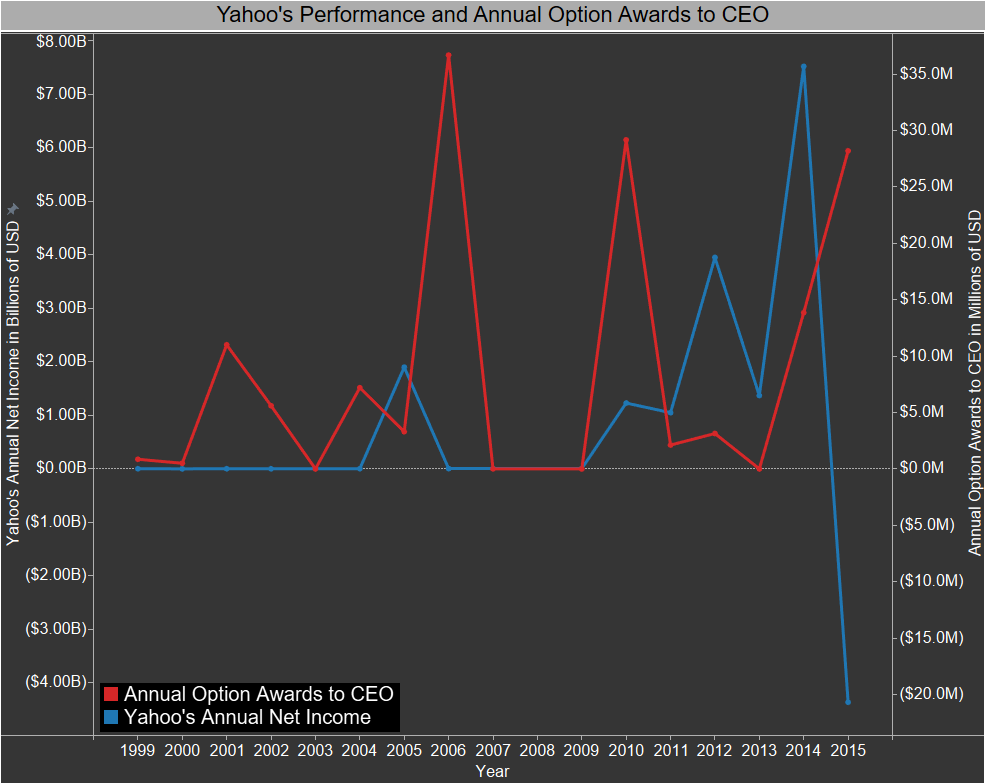 Yahoo's Performance and Annual Option Awards to CEO
$8.00B
$7.00B
$6.00B
$5.00B
$4.00B
$3.00B
$2.00B
$1.00B
$0.00B
($1.00B)
($2.00B)
($3.00B)
($4.00B)
Yahoo's Annual Net Income in Billions of USD
$35.0M
$30.0M
$25.0M
$20.0M
$15.0M
$10.0M
$5.0M
$0.0M
($5.0M)
($10.0M)
($15.0M)
($20.0M)
Annual Option Awards to CEO in Millions of USD
Annual Option Awards to CEO
Yahoo's Annual Net Income
1999 2000 2001 2002 2003 2004 2005 2006 2007 2008 2009 2010 2011 2012 2013 2014 2015
Year